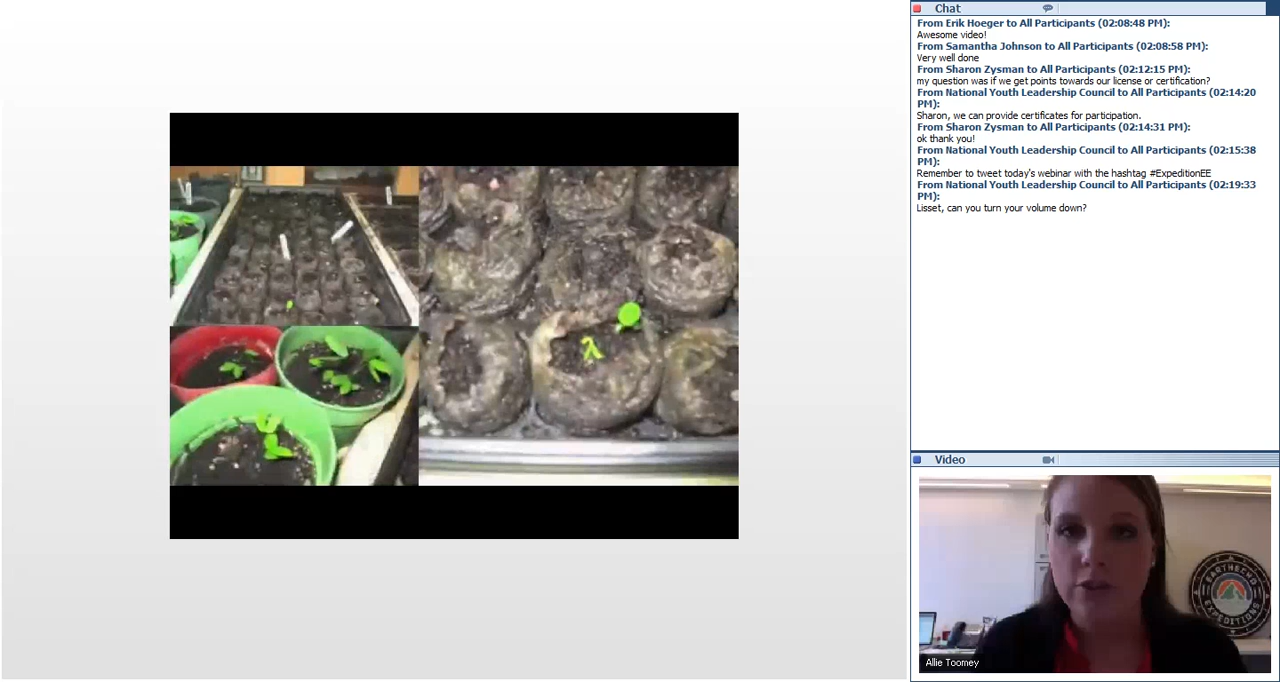 Chat
From Erik Hoeger to All Participants (02:08:48 PM):
Awesome video!
From Samantha Johnson to All Participants (02:08:58 PM):
Very well done
From Sharon Zysman to All Participants (02:12:15 PM):
my question was if we get points towards our license or certification?
From National Youth Leadership Council to All Participants (02:14:20
PM):
Sharon, we can provide certificates for participation.
From Sharon Zysman to All Participants (02:14:31 PM):
ok thank you!
From National Youth Leadership Council to All Participants (02:15:38
PM):
Remember to tweet today's webinar with the hashtag #ExpeditionEE
From National Youth Leadership Council to All Participants (02:19:33
PM):
Lisset, can you turn your volume down?
Video
EARTHECHO
EXPEDITIONS
Allie Toomey